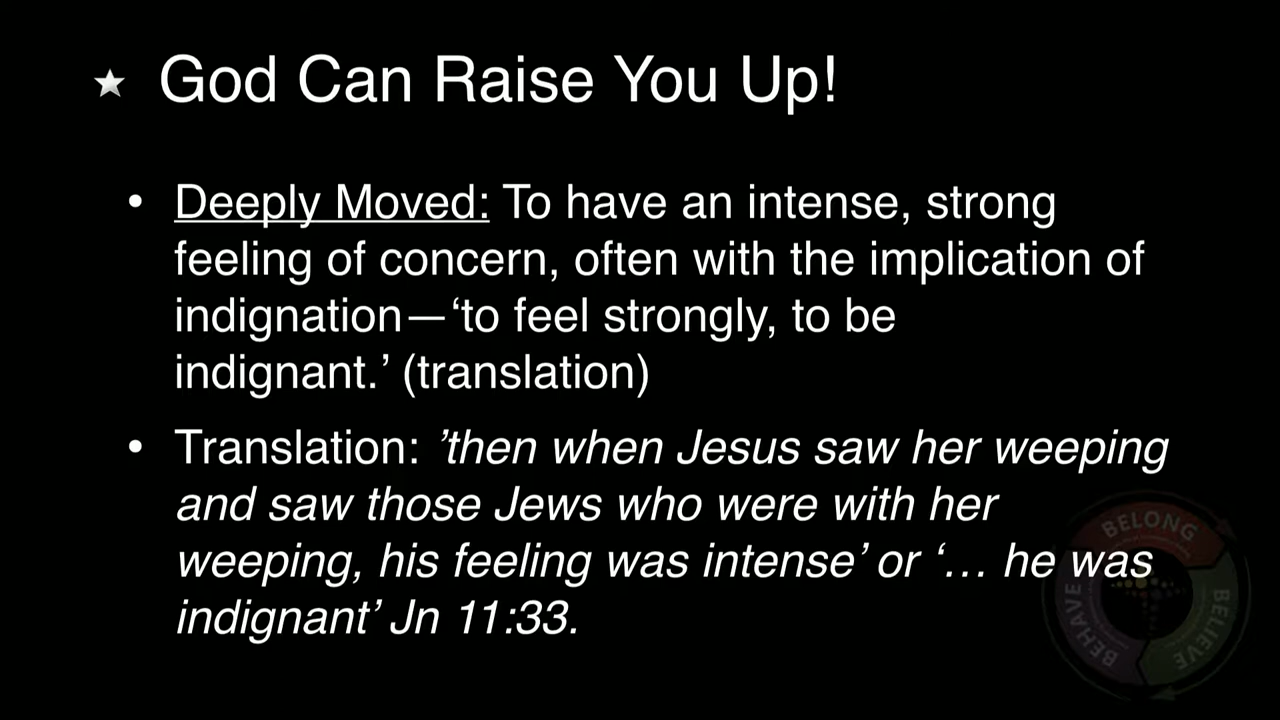 ★ God Can Raise You Up!
• Deeply Moved: To have an intense, strong
feeling of concern, often with the implication of
indignation—‘to feel strongly, to be
indignant.’ (translation)
• Translation: ’then when Jesus saw her weeping
and saw those Jews who were with her
weeping, his feeling was intense’ or ‘… he was
indignant’ Jn 11:33.
BELONG
BELIEVE
BEHAVE